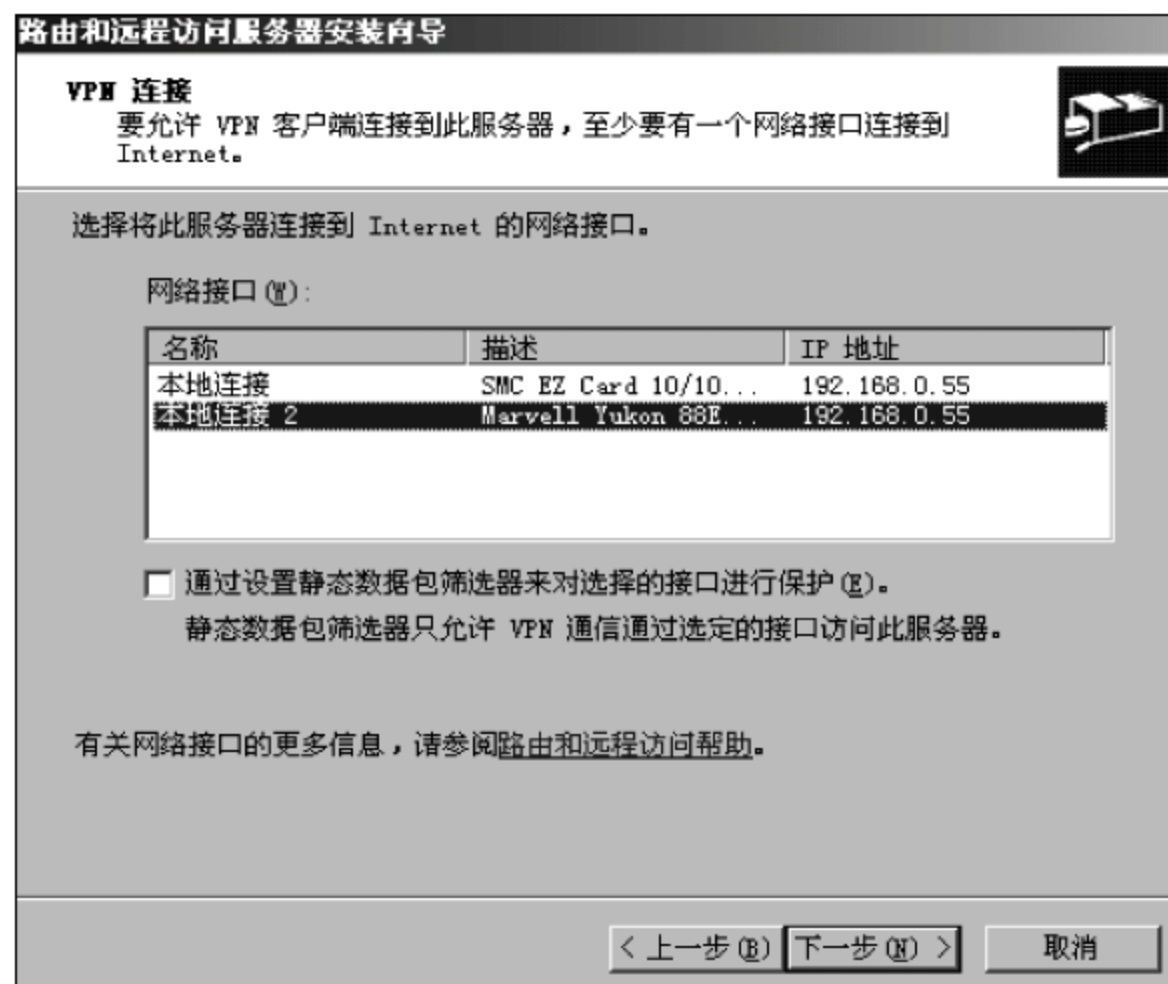 路由和远程访问服务器安装向导
VPN 连接
要允许 VPN 客户端连接到此服务器，至少要有一个网络接口连接到
Internet。
选择将此服务器连接到 Internet 的网络接口。
网络接口(W):
名称 描述 IP 地址
本地连接 SMC EZ Card 10/10... 192.168.0.55
本地连接 2 Marvell Yukon 88E... 192.168.0.55
通过设置静态数据包筛选器来对选择的接口进行保护(E)。
静态数据包筛选器只允许 VPN 通信通过选定的接口访问此服务器。
有关网络接口的更多信息，请参阅路由和远程访问帮助。
< 上一步(B) 下一步(N) > 取消